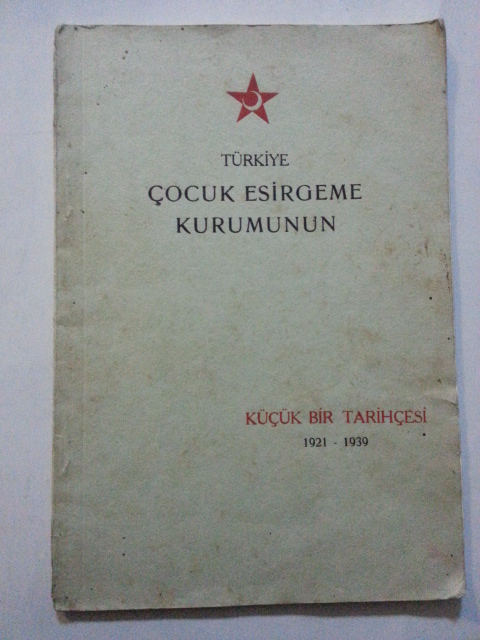 TÜRKİYE
ÇOCUK ESİRGEME
KURUMUNUN
KÜÇÜK BİR TARİHÇESİ
1921 - 1939